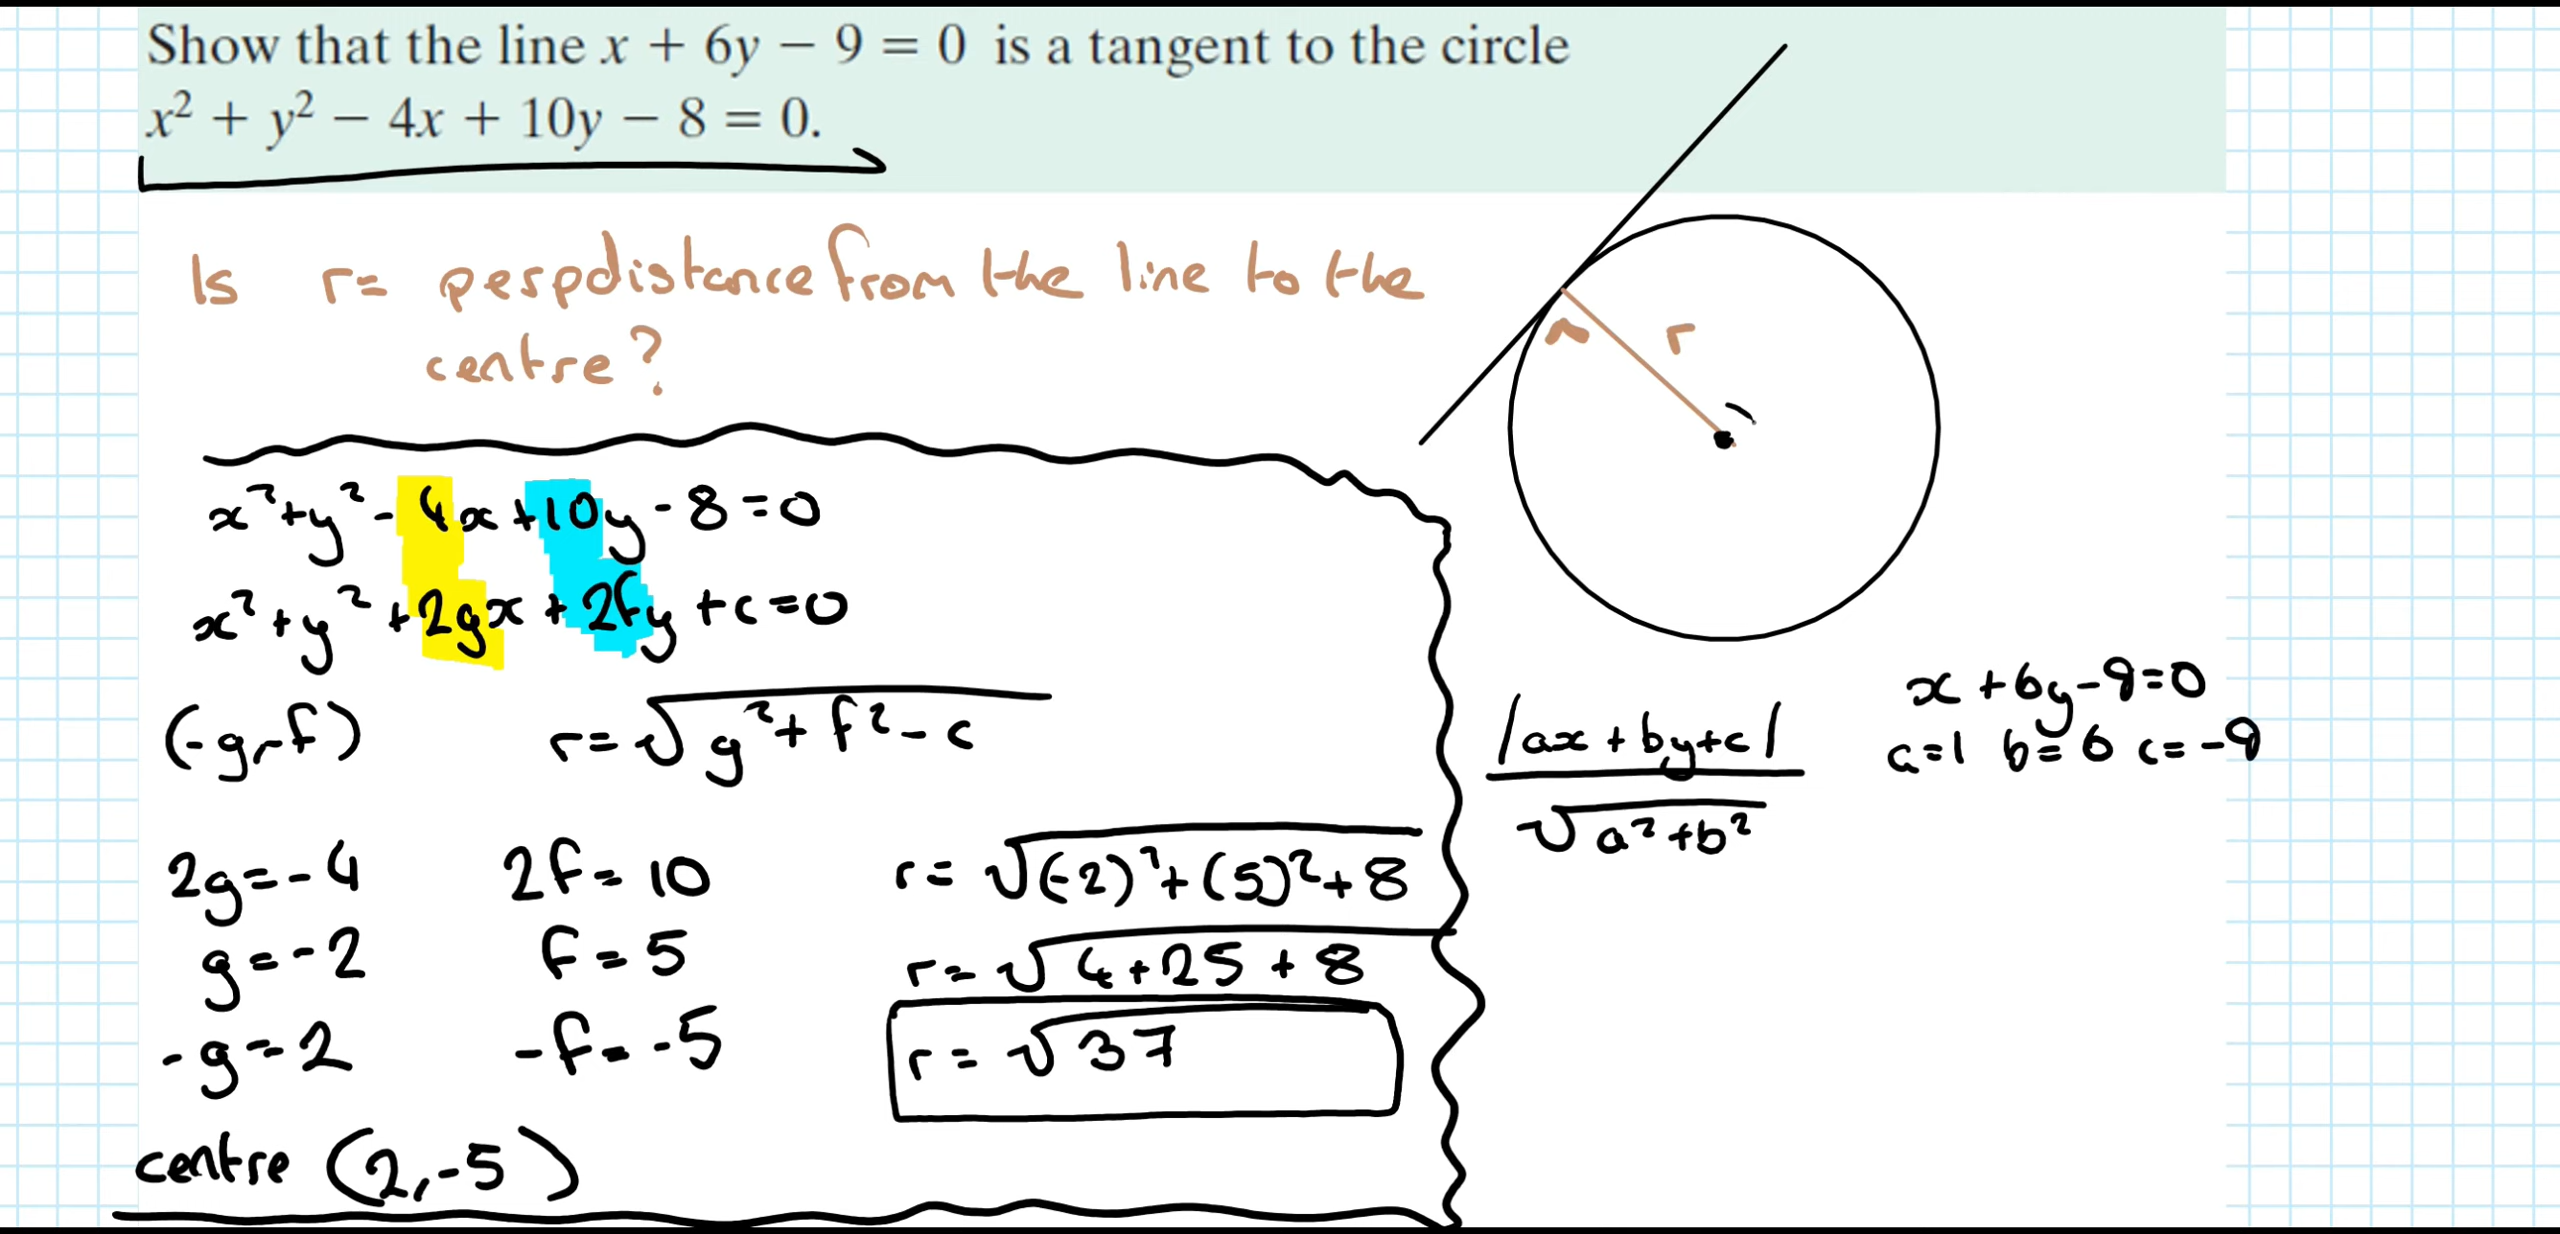 Show that the line x + 6y − 9 = 0 is a tangent to the circle
x² + y² − 4x + 10y − 8 = 0.
Is r= perpdistance from the line to the
centre?
r
x²+y²-4x+10y-8=0
x²+y²+2gx+2fy+c=0
(-g,-f) r=√g²+f²-c
2g=-4 2f=10 r=√(-2)²+(5)²+8
g=-2 f=5 r=√4+25+8
-g=2 -f=-5 r=√37
centre (2,-5)
|ax+by+c|
√a²+b²
x+6y-9=0
a=1 b=6 c=-9